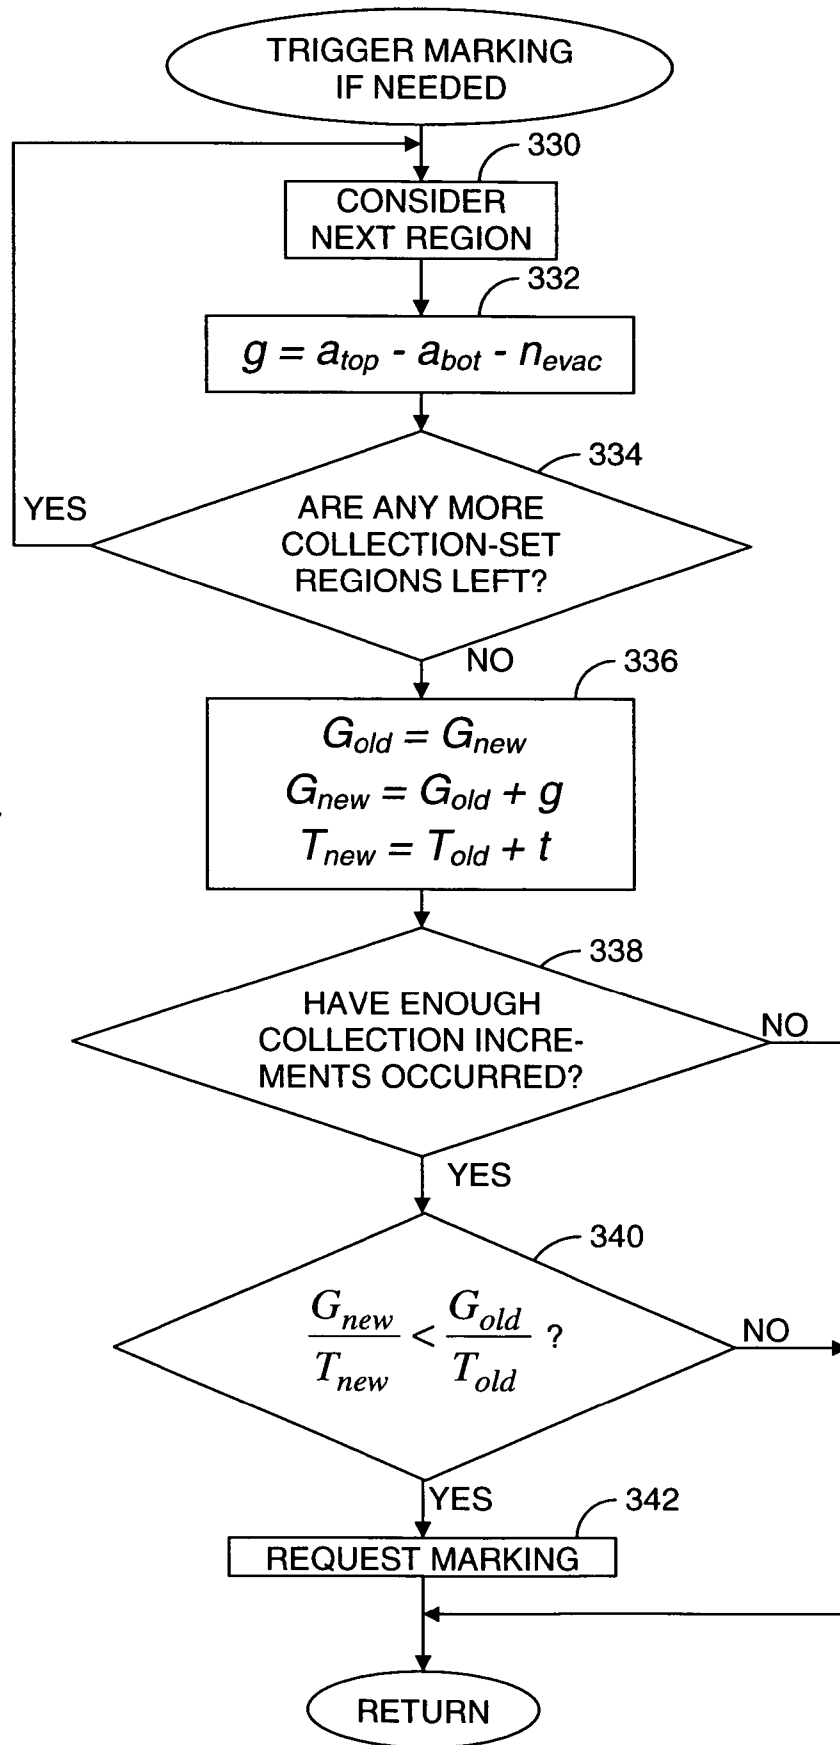 TRIGGER MARKING
IF NEEDED
330
CONSIDER
NEXT REGION
332
g = a_top - a_bot - n_evac
334
YES
ARE ANY MORE
COLLECTION-SET
REGIONS LEFT?
NO
336
G_old = G_new
G_new = G_old + g
T_new = T_old + t
338
HAVE ENOUGH
COLLECTION INCRE-
MENTS OCCURRED?
NO
YES
340
G_new / T_new < G_old / T_old ?
NO
YES
342
REQUEST MARKING
RETURN